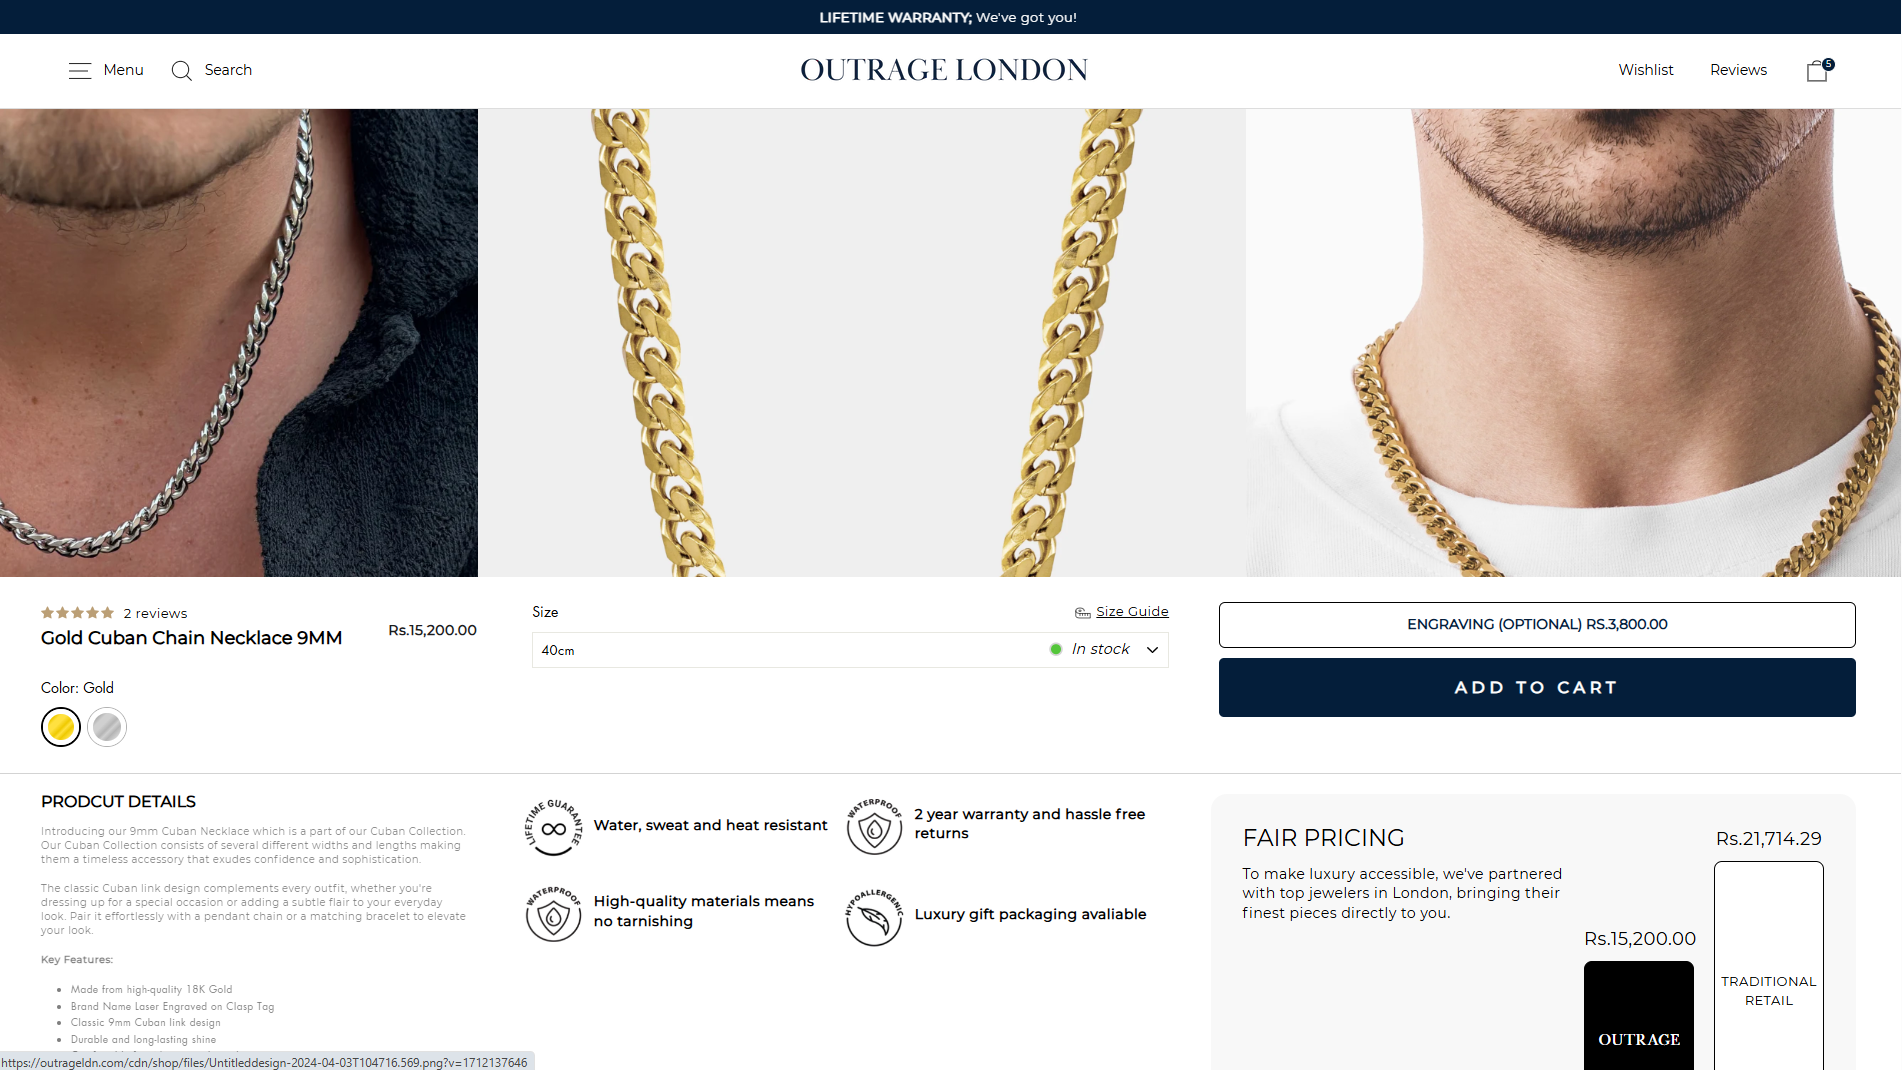 LIFETIME WARRANTY; We've got you!
Menu
Search
OUTRAGE LONDON
Wishlist
Reviews
5
2 reviews
Gold Cuban Chain Necklace 9MM
Rs.15,200.00
Color: Gold
Size
Size Guide
40cm
In stock
ENGRAVING (OPTIONAL) RS.3,800.00
ADD TO CART
PRODCUT DETAILS
Introducing our 9mm Cuban Necklace which is a part of our Cuban Collection.
Our Cuban Collection consists of several different widths and lengths making
them a timeless accessory that exudes confidence and sophistication.
The classic Cuban link design complements every outfit, whether you're
dressing up for a special occasion or adding a subtle flair to your everyday
look. Pair it effortlessly with a pendant chain or a matching bracelet to elevate
your look.
Key Features:
Made from high-quality 18K Gold
Brand Name Laser Engraved on Clasp Tag
Classic 9mm Cuban link design
Durable and long-lasting shine
LIFETIME GUARANTEE
Water, sweat and heat resistant
WATERPROOF
2 year warranty and hassle free
returns
WATERPROOF
High-quality materials means
no tarnishing
HYPOALLERGENIC
Luxury gift packaging avaliable
FAIR PRICING
To make luxury accessible, we've partnered
with top jewelers in London, bringing their
finest pieces directly to you.
Rs.21,714.29
Rs.15,200.00
TRADITIONAL
RETAIL
OUTRAGE
https://outrageldn.com/cdn/shop/files/Untitleddesign-2024-04-03T104716.569.png?v=1712137646